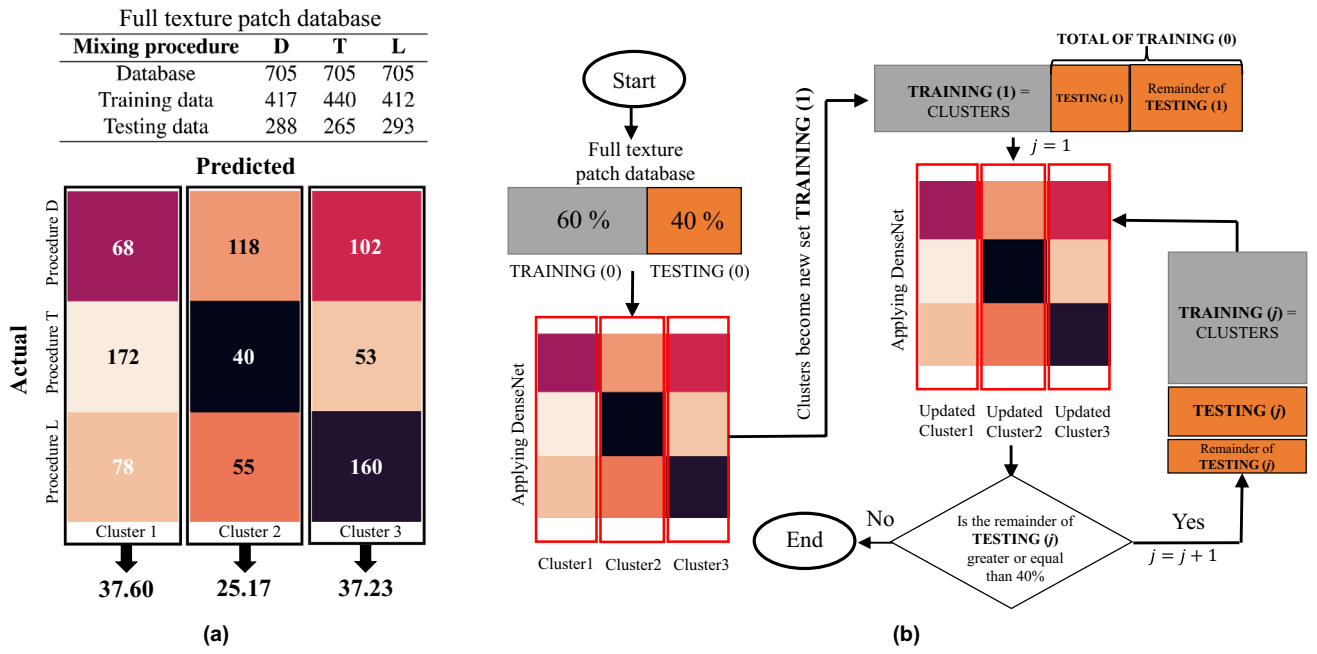 Full texture patch database
Mixing procedure D T L
Database 705 705 705
Training data 417 440 412
Testing data 288 265 293
Predicted
Actual
Procedure D
68 118 102
Procedure T
172 40 53
Procedure L
78 55 160
Cluster 1 Cluster 2 Cluster 3
37.60 25.17 37.23
(a)
Start
Full texture
patch database
60 % 40 %
TRAINING (0) TESTING (0)
Applying DenseNet
Cluster1 Cluster2 Cluster3
Clusters become new set TRAINING (1)
TOTAL OF TRAINING (0)
TRAINING (1) =
CLUSTERS
TESTING (1)
Remainder of
TESTING (1)
j = 1
Applying DenseNet
Updated
Cluster1
Updated
Cluster2
Updated
Cluster3
TRAINING (j) =
CLUSTERS
TESTING (j)
Remainder of
TESTING (j)
Is the remainder of
TESTING (j)
greater or equal
than 40%
No
End
Yes
j = j + 1
(b)